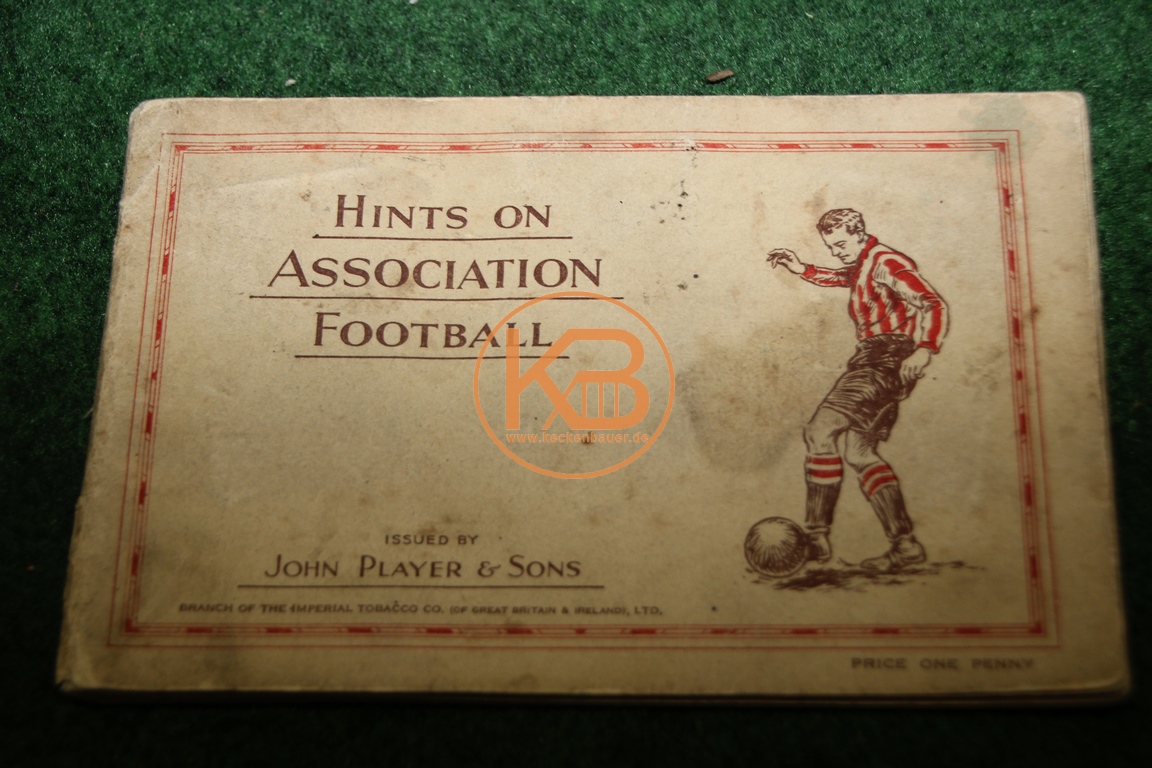 HINTS ON
ASSOCIATION
FOOTBALL
KB
www.keckenbauer.de
ISSUED BY
JOHN PLAYER & SONS
BRANCH OF THE IMPERIAL TOBACCO CO. (OF GREAT BRITAIN & IRELAND), LTD.
PRICE ONE PENNY